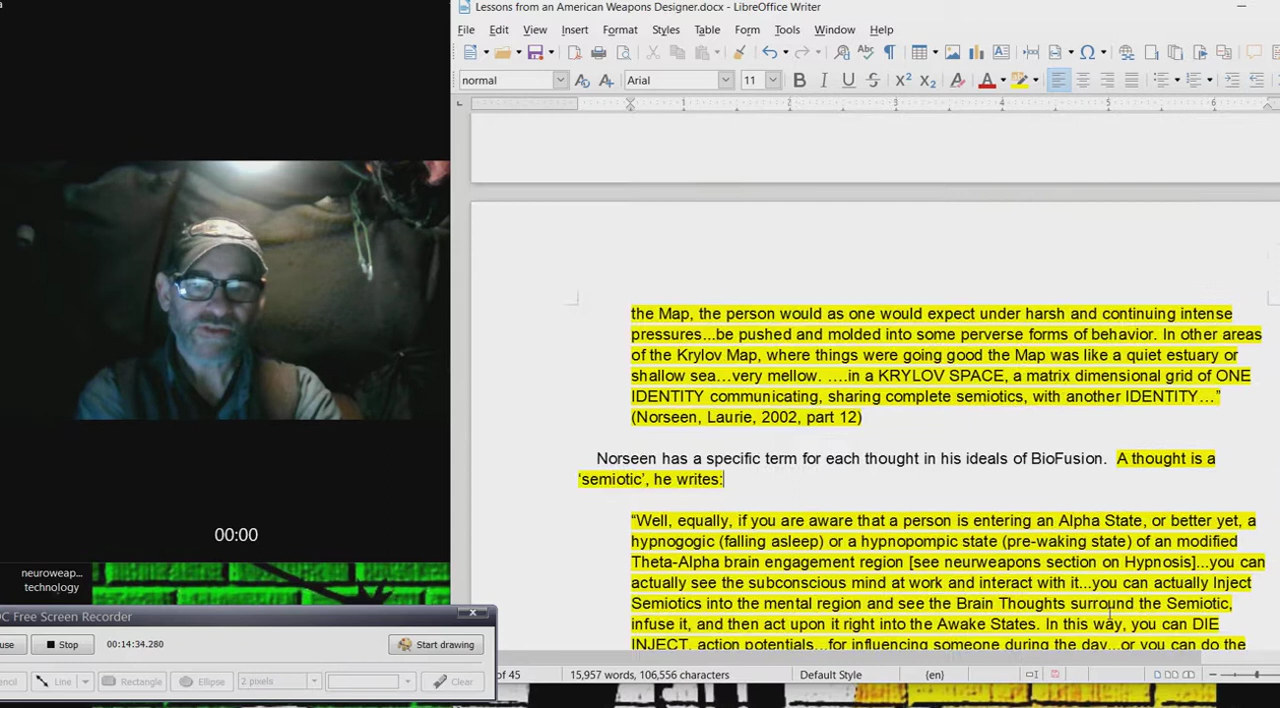 Lessons from an American Weapons Designer.docx - LibreOffice Writer
File Edit View Insert Format Styles Table Form Tools Window Help
normal Arial 11
1 2 3 4 5 6
the Map, the person would as one would expect under harsh and continuing intense
pressures...be pushed and molded into some perverse forms of behavior. In other areas
of the Krylov Map, where things were going good the Map was like a quiet estuary or
shallow sea…very mellow. ….in a KRYLOV SPACE, a matrix dimensional grid of ONE
IDENTITY communicating, sharing complete semiotics, with another IDENTITY…”
(Norseen, Laurie, 2002, part 12)
Norseen has a specific term for each thought in his ideals of BioFusion. A thought is a
‘semiotic’, he writes:
“Well, equally, if you are aware that a person is entering an Alpha State, or better yet, a
hypnogogic (falling asleep) or a hypnopompic state (pre-waking state) of an modified
Theta-Alpha brain engagement region [see neurweapons section on Hypnosis]...you can
actually see the subconscious mind at work and interact with it...you can actually Inject
Semiotics into the mental region and see the Brain Thoughts surround the Semiotic,
infuse it, and then act upon it right into the Awake States. In this way, you can DIE
INJECT, action potentials...for influencing someone during the day...or you can do the
of 45 15,957 words, 106,556 characters Default Style (en)
00:00
neuroweap...
technology
DC Free Screen Recorder
Stop 00:14:34.280 Start drawing
Line Rectangle Ellipse 2 pixels Clear